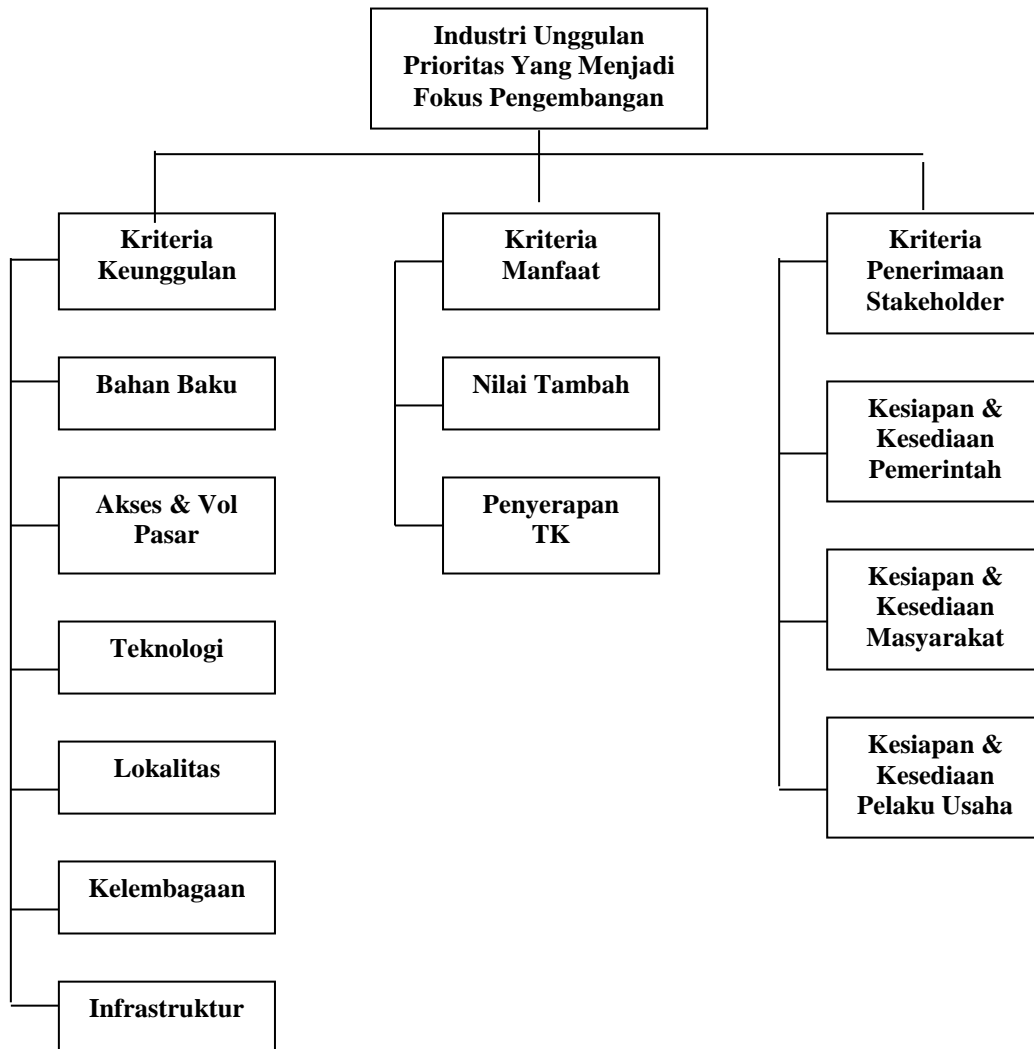 Industri Unggulan
Prioritas Yang Menjadi
Fokus Pengembangan
Kriteria
Keunggulan
Bahan Baku
Akses & Vol
Pasar
Teknologi
Lokalitas
Kelembagaan
Infrastruktur
Kriteria
Manfaat
Nilai Tambah
Penyerapan
TK
Kriteria
Penerimaan
Stakeholder
Kesiapan &
Kesediaan
Pemerintah
Kesiapan &
Kesediaan
Masyarakat
Kesiapan &
Kesediaan
Pelaku Usaha